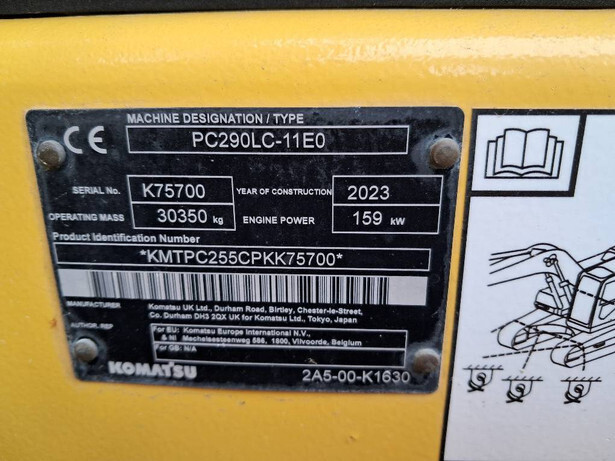 CE
MACHINE DESIGNATION / TYPE
PC290LC-11E0
SERIAL No. K75700 YEAR OF CONSTRUCTION 2023
OPERATING MASS 30350 kg ENGINE POWER 159 kW
Product Identification Number
*KMTPC255CPKK75700*
MANUFACTURER Komatsu UK Ltd., Durham Road, Birtley, Chester-le-Street,
Co. Durham DH3 2QX UK for Komatsu Ltd., Tokyo, Japan
AUTHOR. REP For EU: Komatsu Europe International N.V.,
& NI Mechelsesteenweg 586, 1800, Vilvoorde, Belgium
For GB: N/A
KOMATSU 2A5-00-K1630